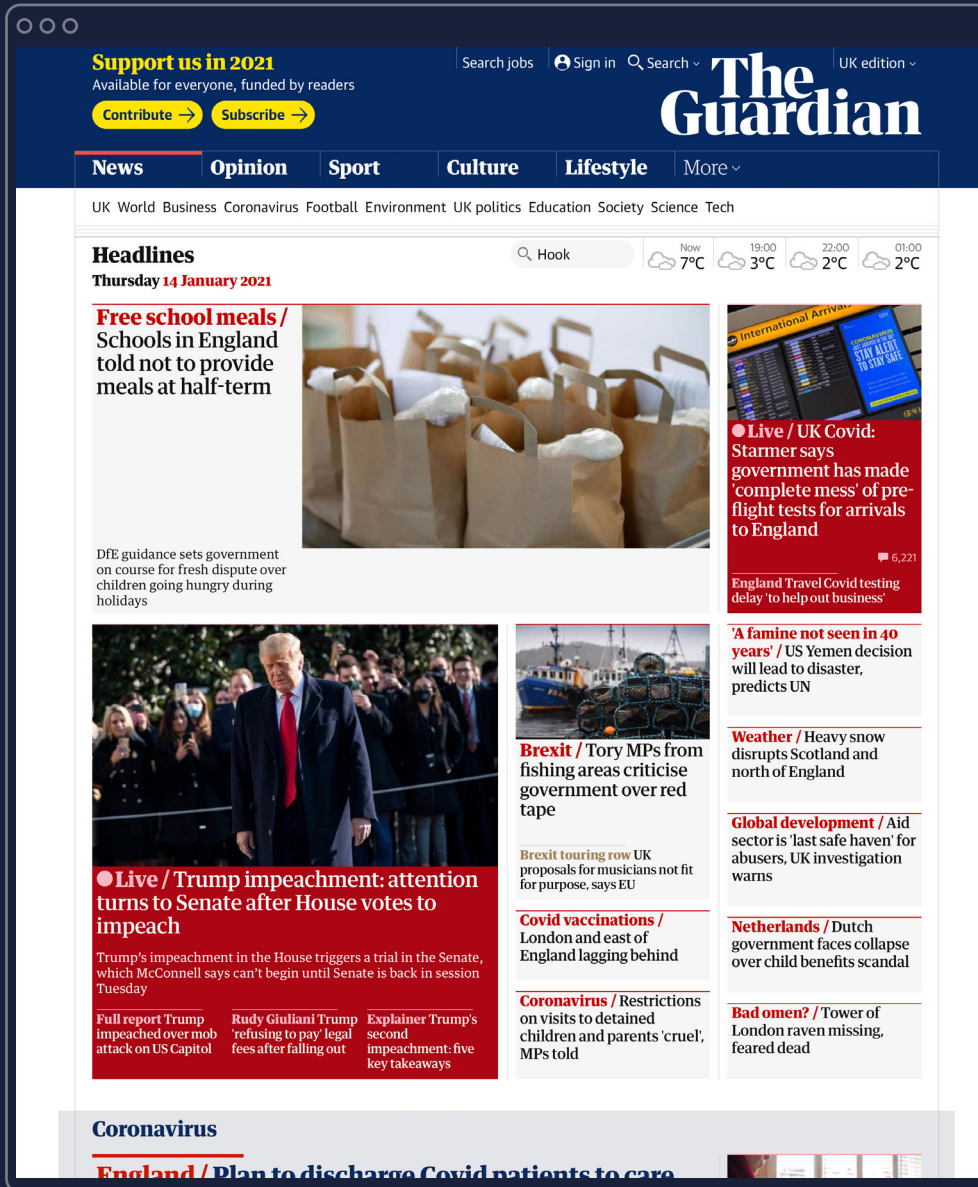 Support us in 2021
Available for everyone, funded by readers
Contribute
Subscribe
Search jobs
Sign in
Search
UK edition
The
Guardian
News
Opinion
Sport
Culture
Lifestyle
More
UK World Business Coronavirus Football Environment UK politics Education Society Science Tech
Headlines
Thursday 14 January 2021
Hook
Now
7°C
19:00
3°C
22:00
2°C
01:00
2°C
Free school meals /
Schools in England
told not to provide
meals at half-term
DfE guidance sets government
on course for fresh dispute over
children going hungry during
holidays
International Arrivals
CORONAVIRUS
STAY ALERT
TO STAY SAFE
Live / UK Covid:
Starmer says
government has made
'complete mess' of pre-
flight tests for arrivals
to England
6,221
England Travel Covid testing
delay 'to help out business'
Live / Trump impeachment: attention
turns to Senate after House votes to
impeach
Trump's impeachment in the House triggers a trial in the Senate,
which McConnell says can't begin until Senate is back in session
Tuesday
Full report Trump
impeached over mob
attack on US Capitol
Rudy Giuliani Trump
'refusing to pay' legal
fees after falling out
Explainer Trump's
second
impeachment: five
key takeaways
Brexit / Tory MPs from
fishing areas criticise
government over red
tape
Brexit touring row UK
proposals for musicians not fit
for purpose, says EU
Covid vaccinations /
London and east of
England lagging behind
Coronavirus / Restrictions
on visits to detained
children and parents 'cruel',
MPs told
'A famine not seen in 40
years' / US Yemen decision
will lead to disaster,
predicts UN
Weather / Heavy snow
disrupts Scotland and
north of England
Global development / Aid
sector is 'last safe haven' for
abusers, UK investigation
warns
Netherlands / Dutch
government faces collapse
over child benefits scandal
Bad omen? / Tower of
London raven missing,
feared dead
Coronavirus
England / Plan to discharge Covid patients to care